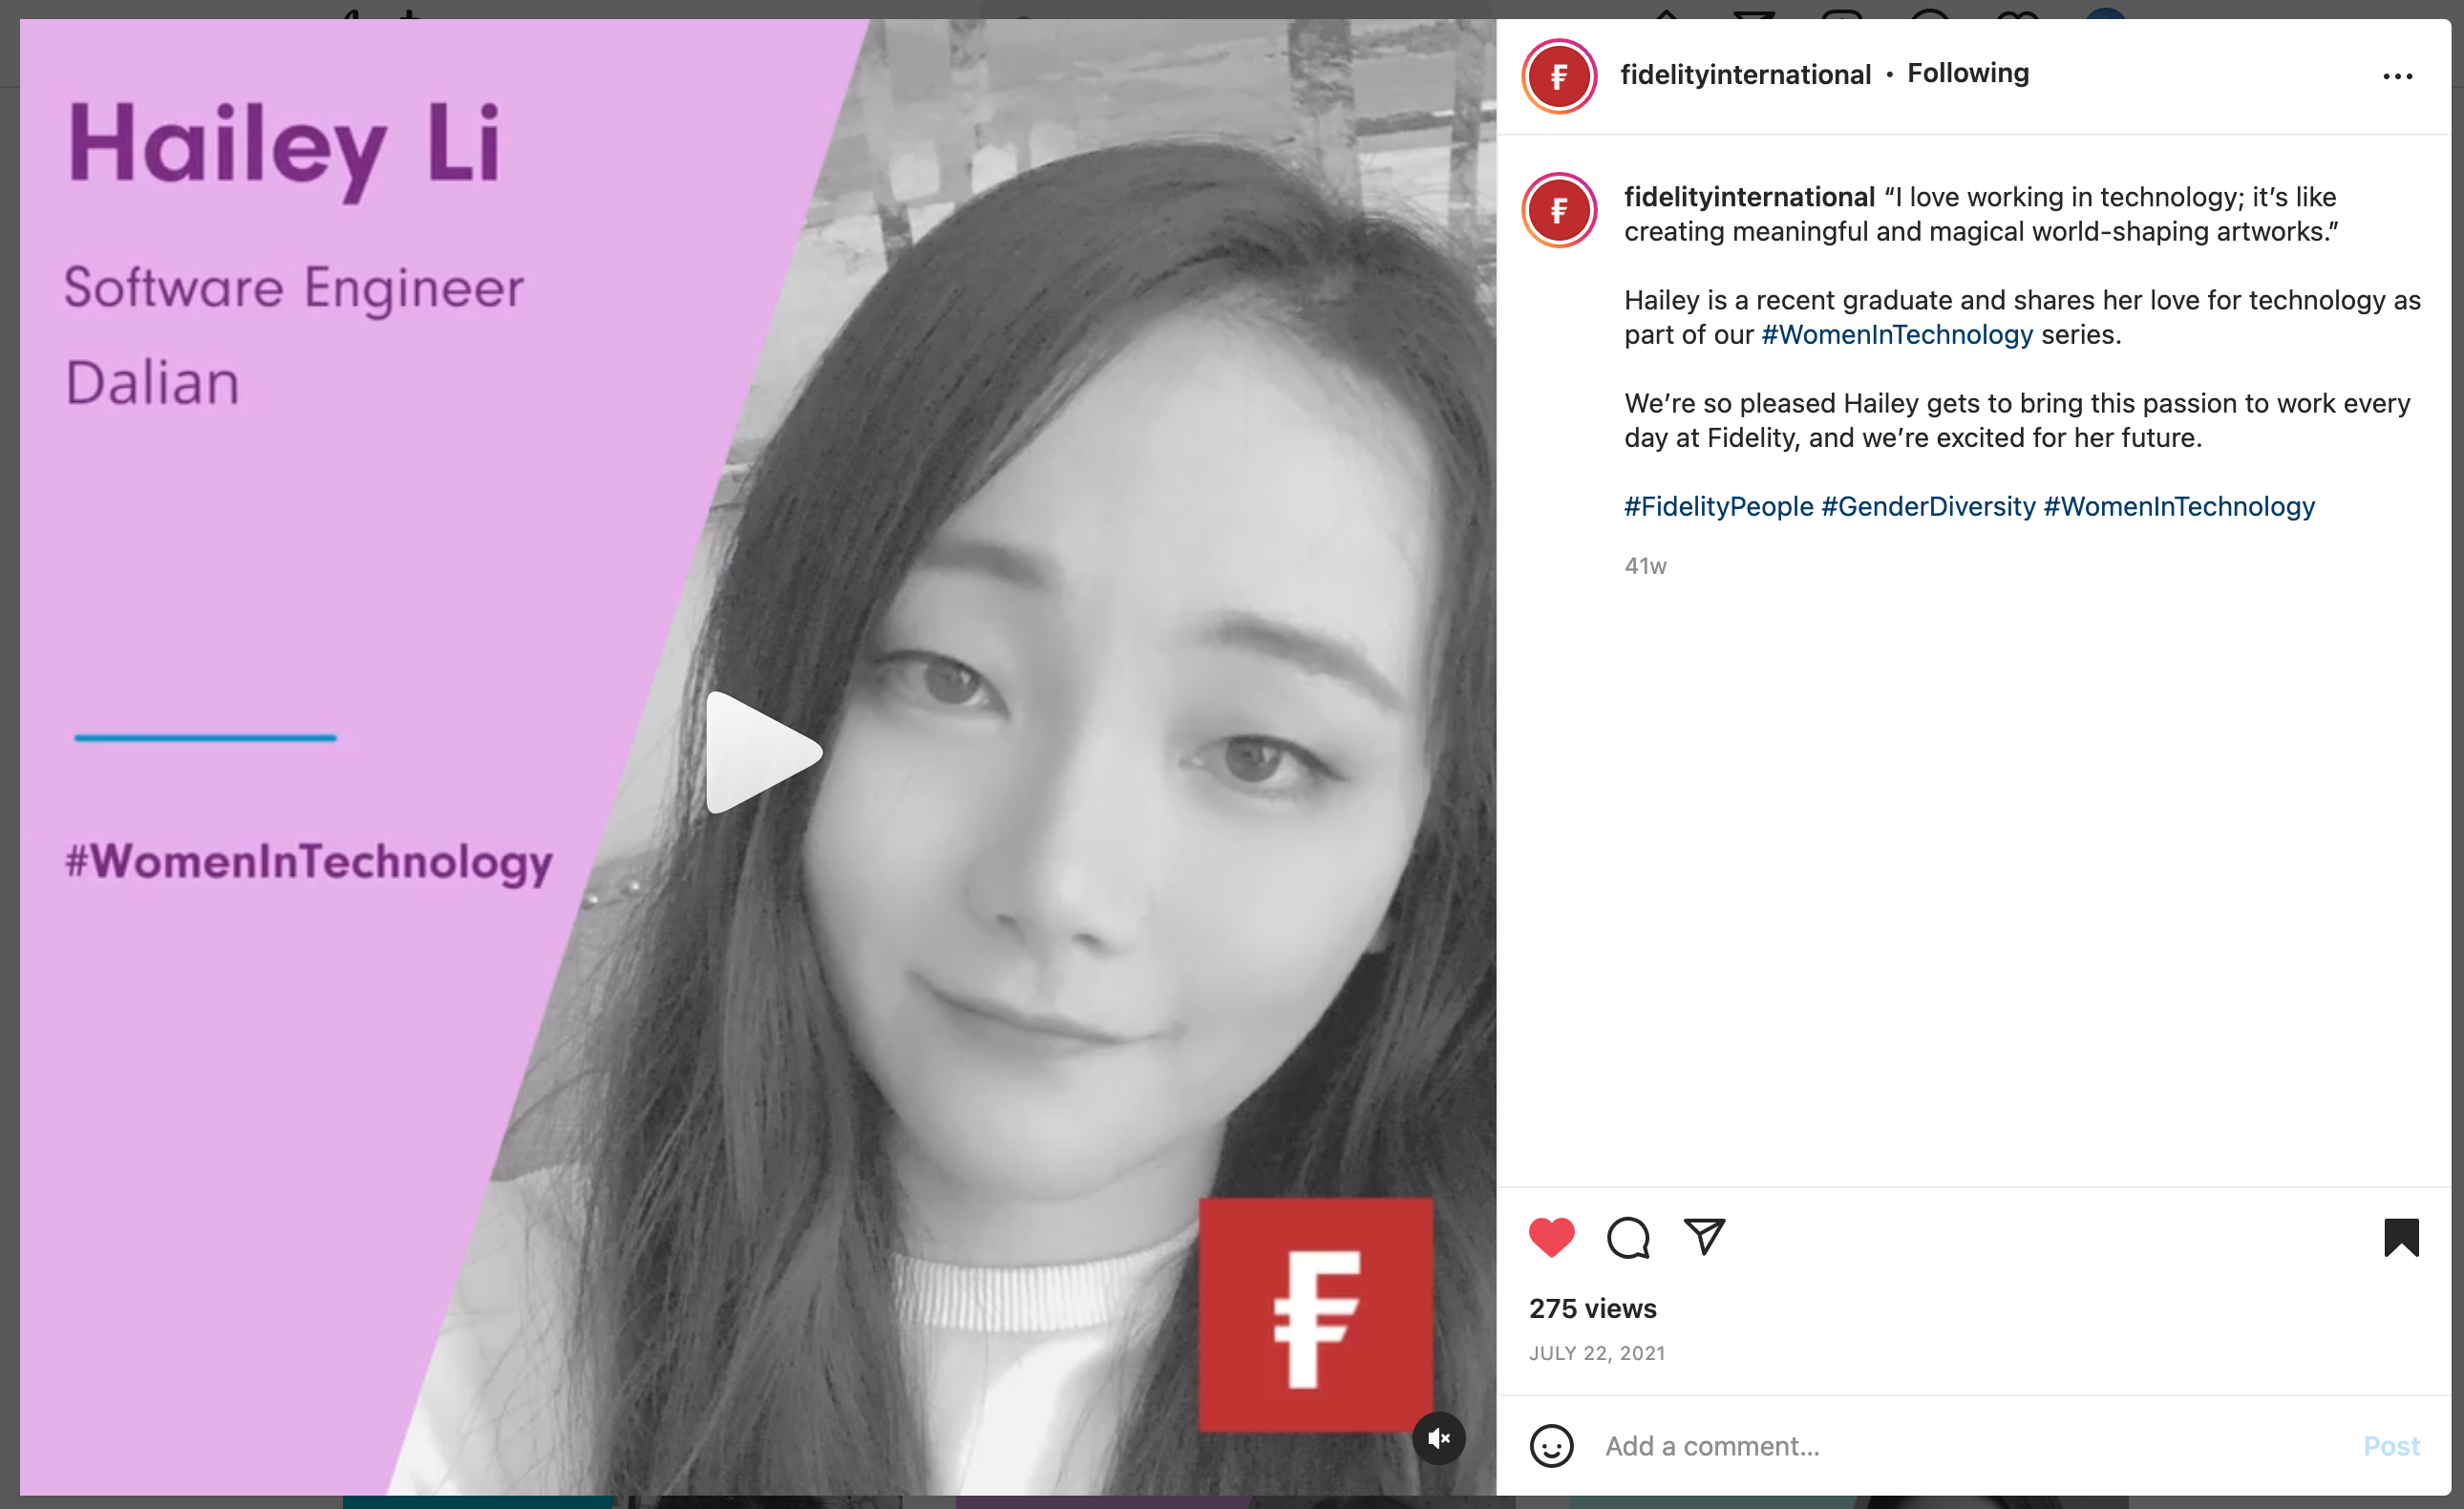 Hailey Li
Software Engineer
Dalian
#WomenInTechnology
fidelityinternational • Following
fidelityinternational “I love working in technology; it’s like
creating meaningful and magical world-shaping artworks.”
Hailey is a recent graduate and shares her love for technology as
part of our #WomenInTechnology series.
We’re so pleased Hailey gets to bring this passion to work every
day at Fidelity, and we’re excited for her future.
#FidelityPeople #GenderDiversity #WomenInTechnology
41w
275 views
JULY 22, 2021
Add a comment...
Post